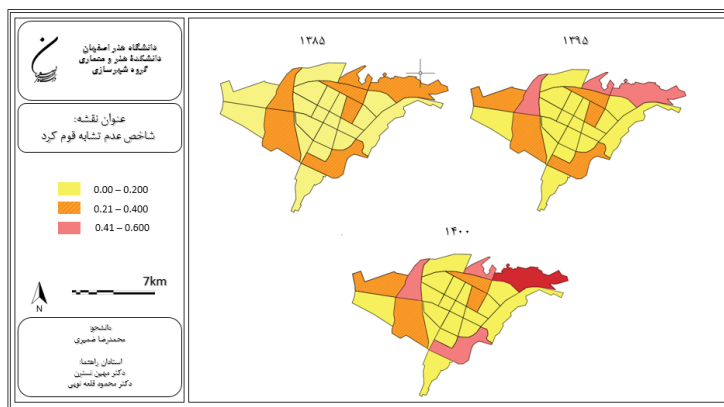 دانشگاه هنر اصفهان
دانشکدهٔ هنر و معماری
گروه شهرسازی
عنوان نقشه:
شاخص عدم تشابه قوم کرد
0.00 – 0.200
0.21 – 0.400
0.41 – 0.600
7km
N
دانشجو
محمدرضا ضمیری
استادان راهنما:
دکتر مهین نسترن
دکتر محمود قلعه نویی
۱۳۸۵
۱۳۹۵
۱۴۰۰